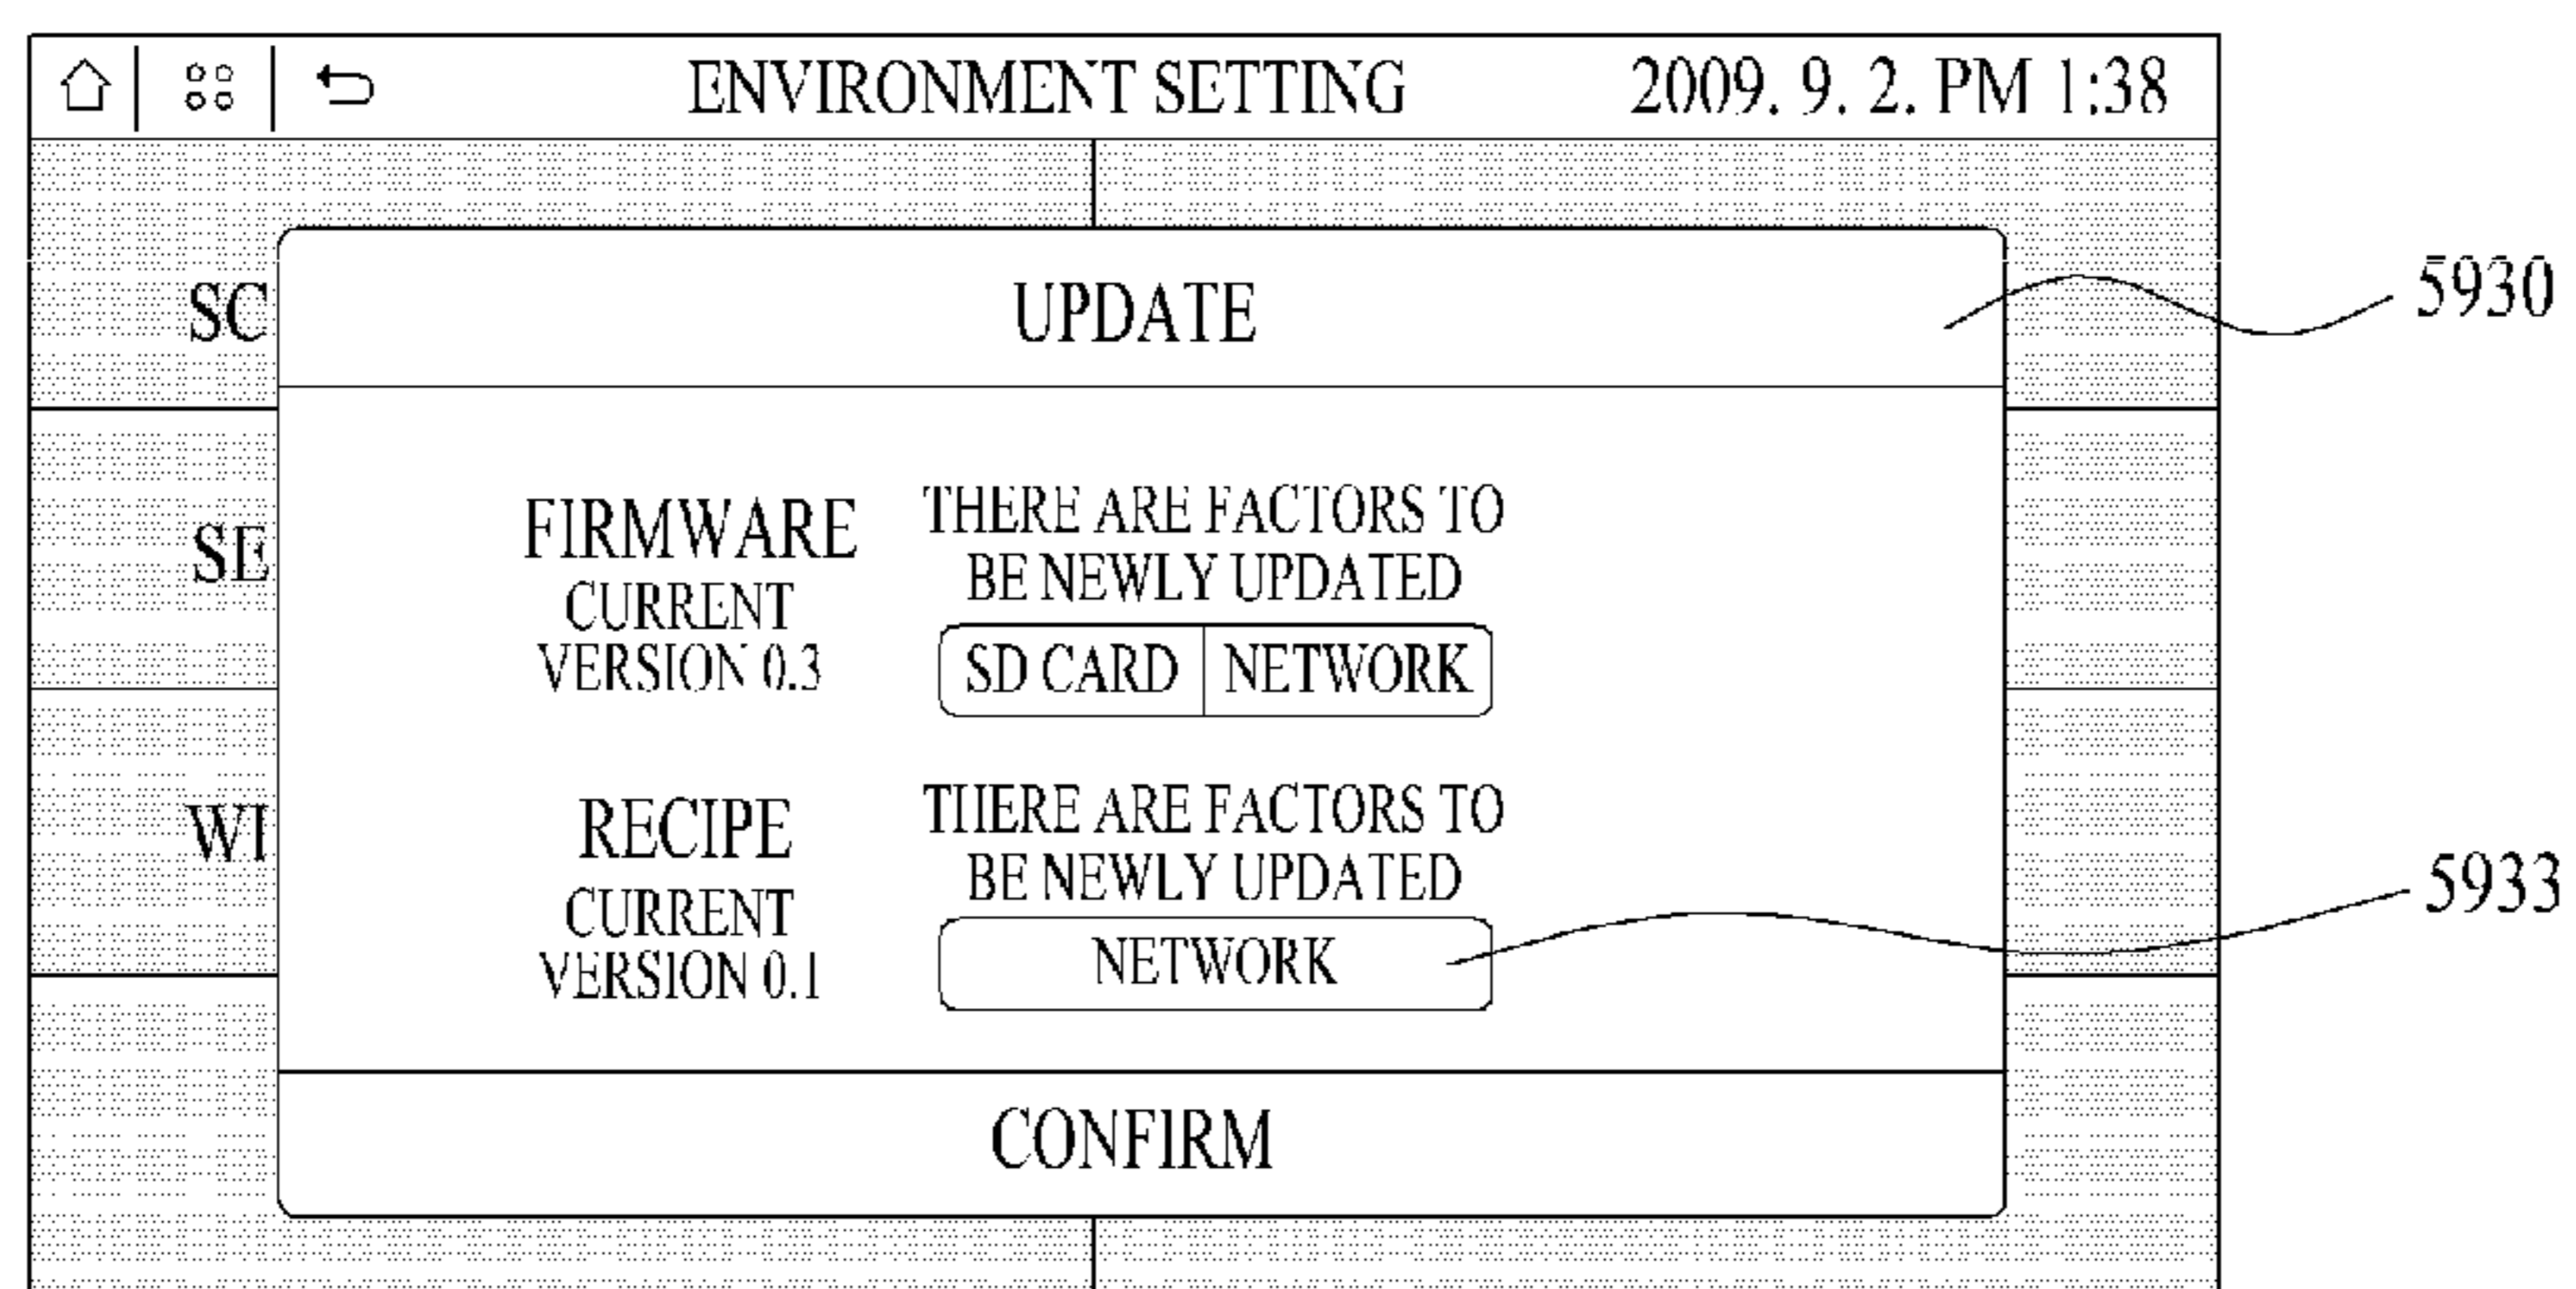 ENVIRONMENT SETTING 2009. 9. 2. PM 1:38
UPDATE
5930
SC
SE
WI
FIRMWARE
CURRENT
VERSION 0.3
THERE ARE FACTORS TO
BE NEWLY UPDATED
SD CARD NETWORK
RECIPE
CURRENT
VERSION 0.1
THERE ARE FACTORS TO
BE NEWLY UPDATED
NETWORK
5933
CONFIRM